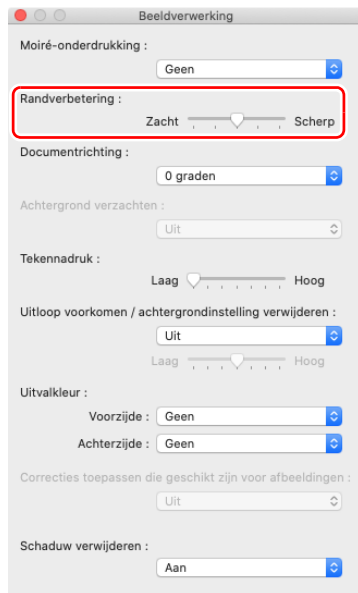 Beeldverwerking
Moiré-onderdrukking :
Geen
Randverbetering :
Zacht Scherp
Documentrichting :
0 graden
Achtergrond verzachten :
Uit
Tekennadruk :
Laag Hoog
Uitloop voorkomen / achtergrondinstelling verwijderen :
Uit
Laag Hoog
Uitvalkleur :
Voorzijde : Geen
Achterzijde : Geen
Correcties toepassen die geschikt zijn voor afbeeldingen :
Uit
Schaduw verwijderen :
Aan